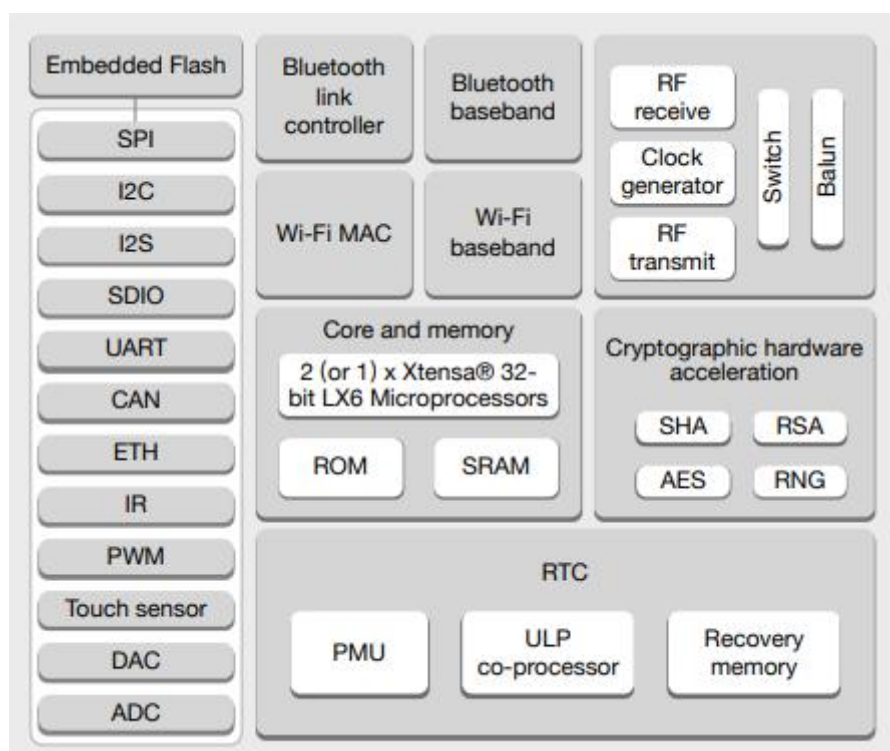 Embedded Flash
SPI
I2C
I2S
SDIO
UART
CAN
ETH
IR
PWM
Touch sensor
DAC
ADC
Bluetooth
link
controller
Bluetooth
baseband
Wi-Fi MAC
Wi-Fi
baseband
RF
receive
Clock
generator
RF
transmit
Switch
Balun
Core and memory
2 (or 1) x Xtensa® 32-
bit LX6 Microprocessors
ROM
SRAM
Cryptographic hardware
acceleration
SHA
RSA
AES
RNG
RTC
PMU
ULP
co-processor
Recovery
memory